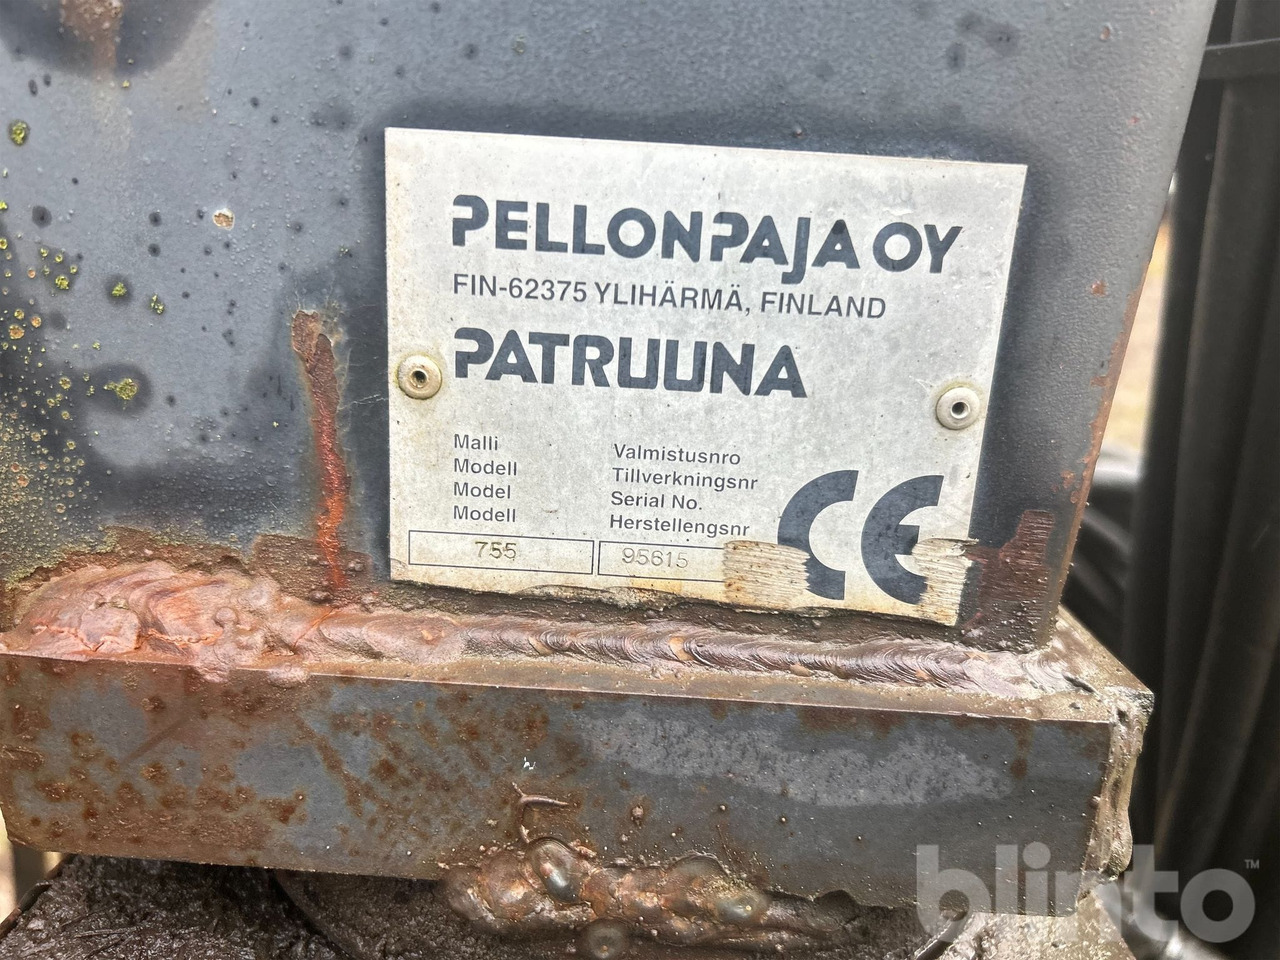 PELLONPAJA OY
FIN-62375 YLIHÄRMÄ, FINLAND
PATRUUNA
Malli
Modell
Model
Modell
755
Valmistusnro
Tillverkningsnr
Serial No.
Herstellengsnr
95615
CE
blinto™